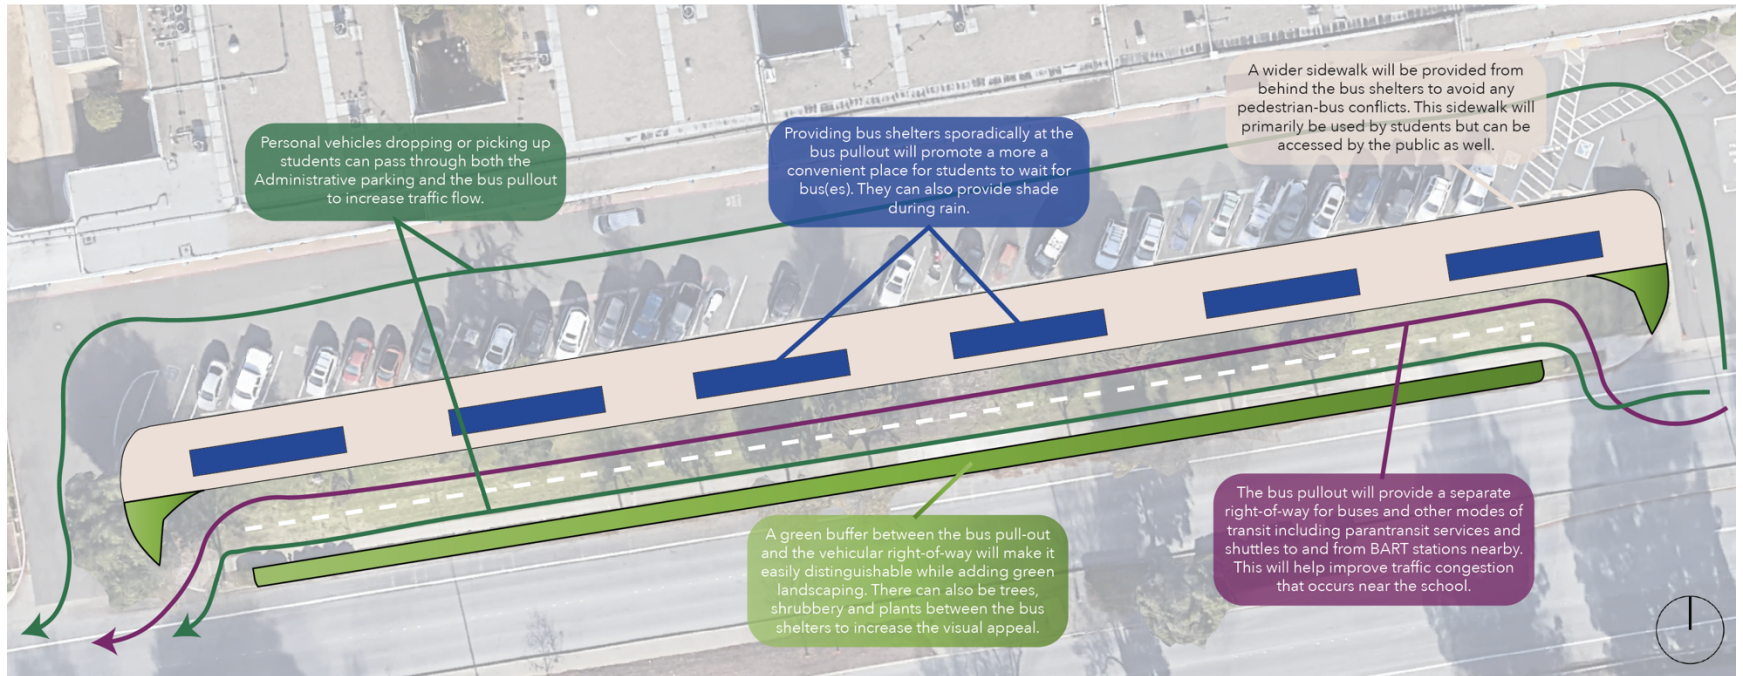 Personal vehicles dropping or picking up
students can pass through both the
Administrative parking and the bus pullout
to increase traffic flow.
Providing bus shelters sporadically at the
bus pullout will promote a more a
convenient place for students to wait for
bus(es). They can also provide shade
during rain.
A wider sidewalk will be provided from
behind the bus shelters to avoid any
pedestrian-bus conflicts. This sidewalk will
primarily be used by students but can be
accessed by the public as well.
A green buffer between the bus pull-out
and the vehicular right-of-way will make it
easily distinguishable while adding green
landscaping. There can also be trees,
shrubbery and plants between the bus
shelters to increase the visual appeal.
The bus pullout will provide a separate
right-of-way for buses and other modes of
transit including parantransit services and
shuttles to and from BART stations nearby.
This will help improve traffic congestion
that occurs near the school.